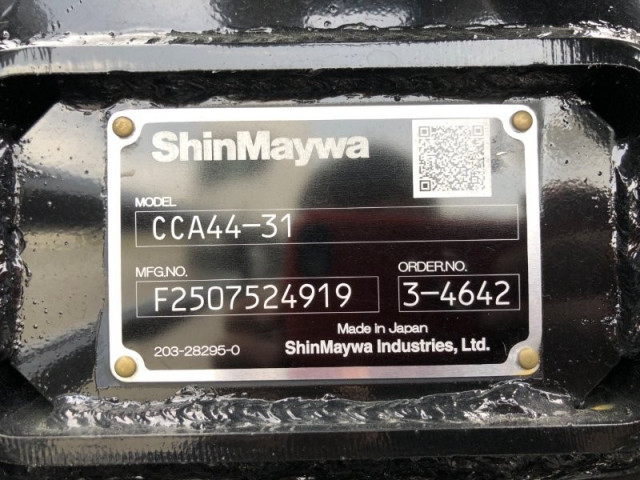 ShinMaywa
MODEL
CCA44-31
MFG.NO. ORDER.NO.
F2507524919 3-4642
Made in Japan
203-28295-0 ShinMaywa Industries, Ltd.